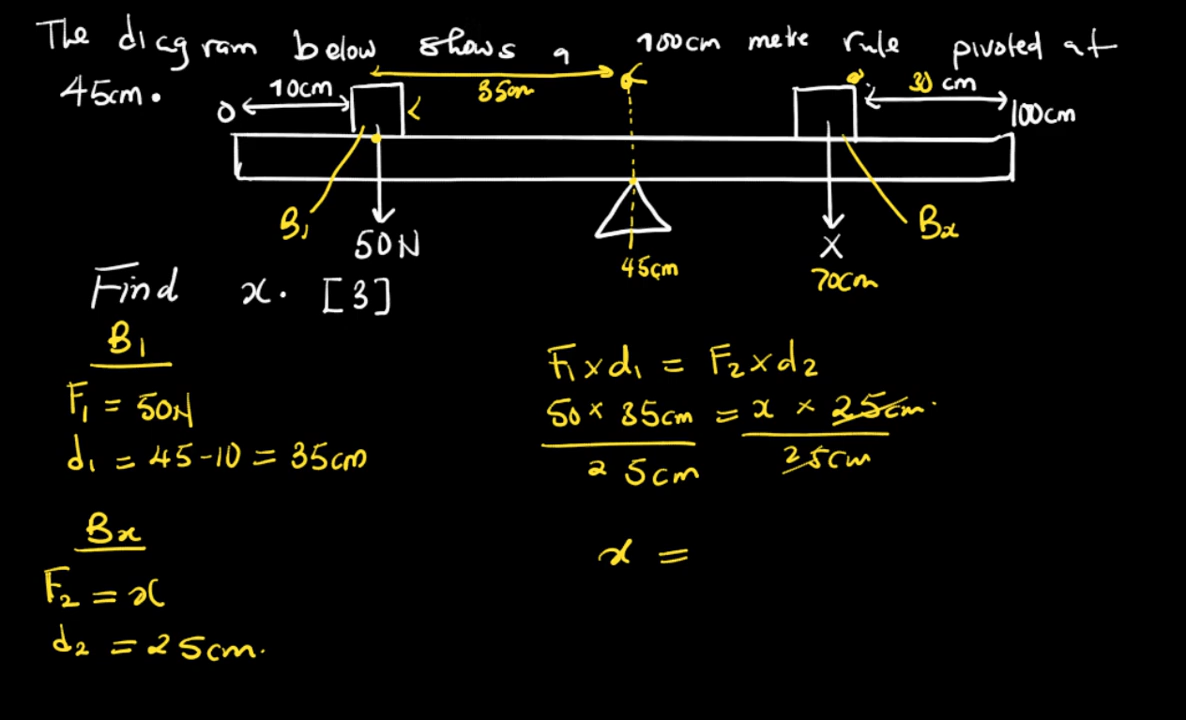 The diagram below shows a 100cm metre rule pivoted at
45cm.
10cm
35cm
30 cm
0
100cm
B1
50N
45cm
X
70cm
Bx
Find x. [3]
B1
F1 = 50N
d1 = 45-10 = 35cm
Bx
F2 = x
d2 = 25cm.
F1 x d1 = F2 x d2
50 x 35cm = x x 25cm.
25cm 25cm
x =